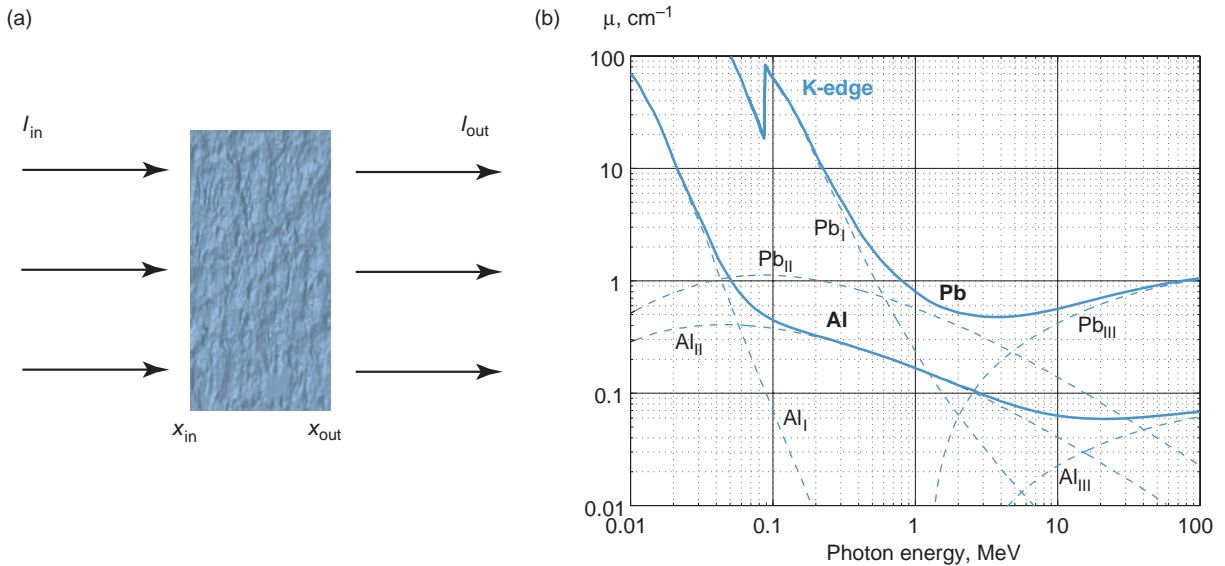 (a)
I_in
I_out
x_in
x_out
(b)
μ, cm⁻¹
100
10
1
0.1
0.01
K-edge
Pb_I
Pb_II
Pb
Al
Al_II
Pb_III
Al_I
Al_III
0.01 0.1 1 10 100
Photon energy, MeV